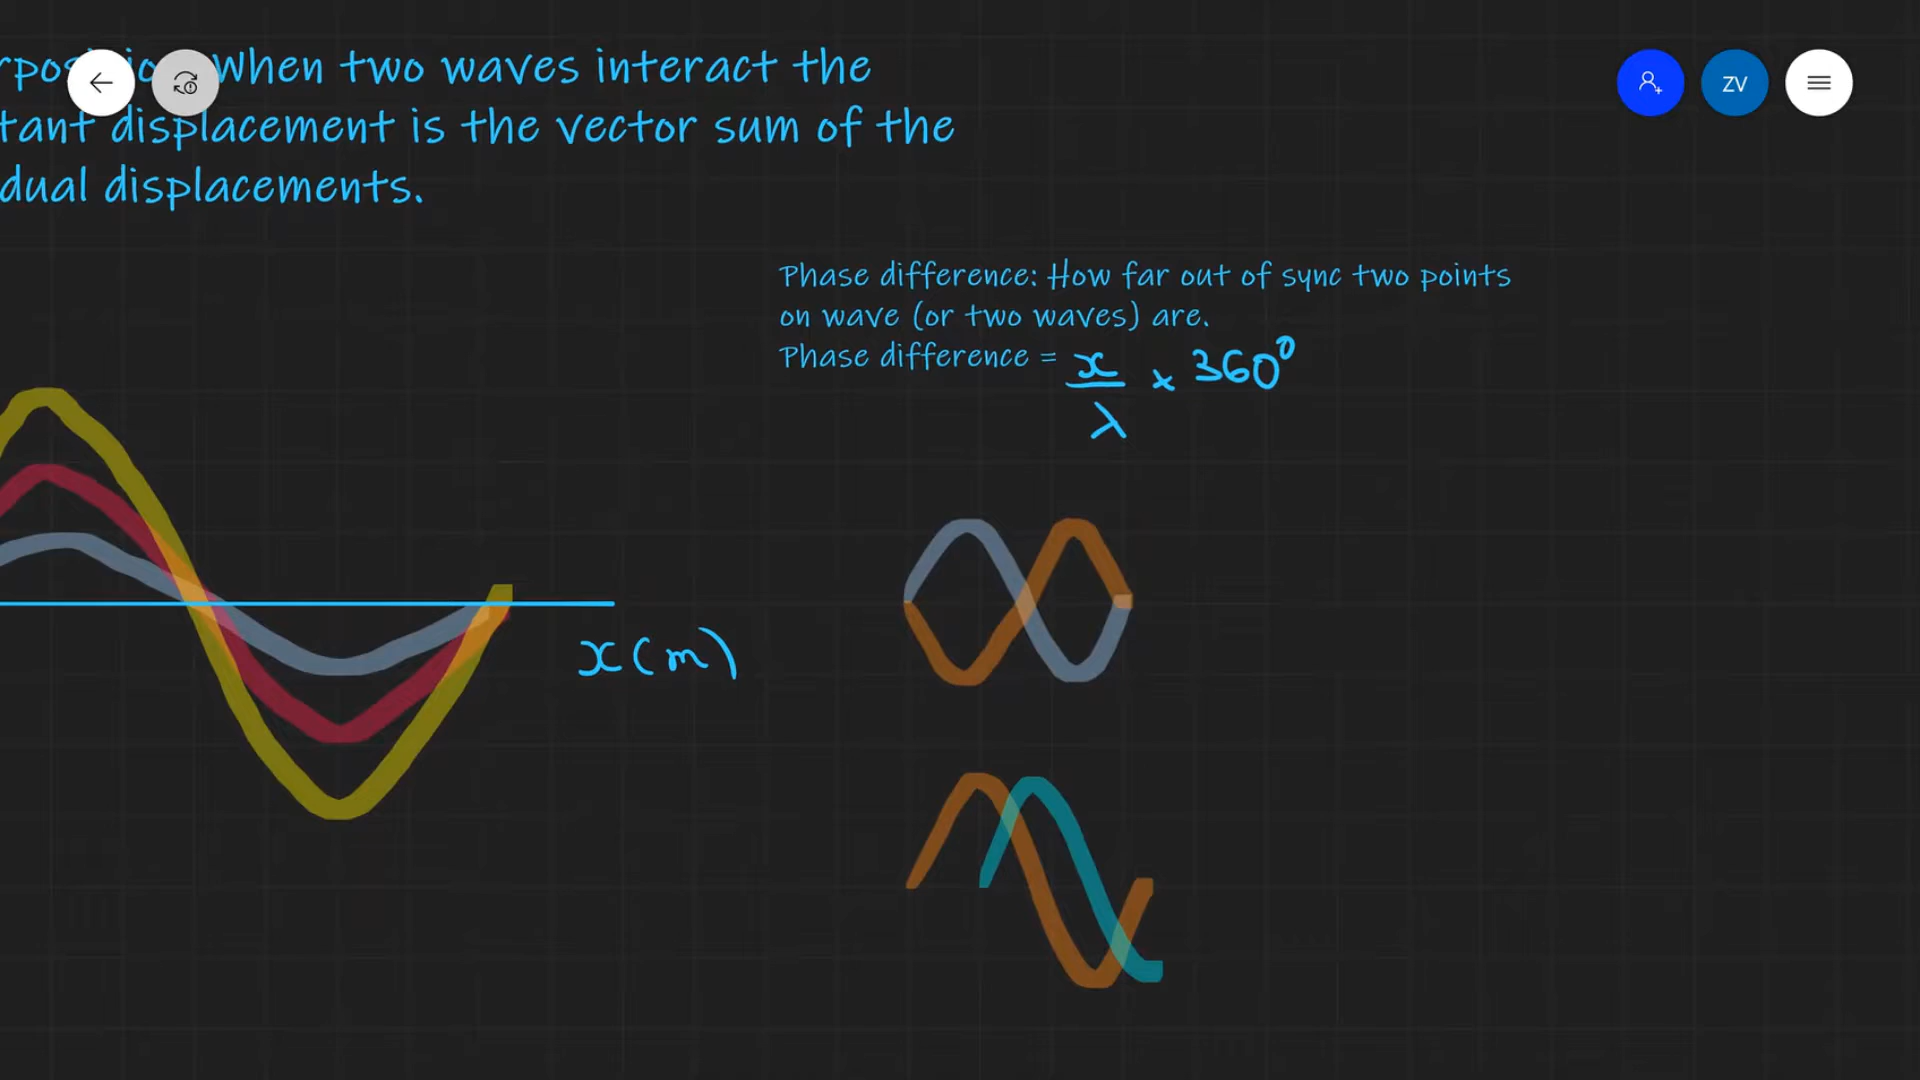 rpos When two waves interact the
tant displacement is the vector sum of the
dual displacements.
ZV
Phase difference: How far out of sync two points
on wave (or two waves) are.
Phase difference = x/λ × 360°
x(m)